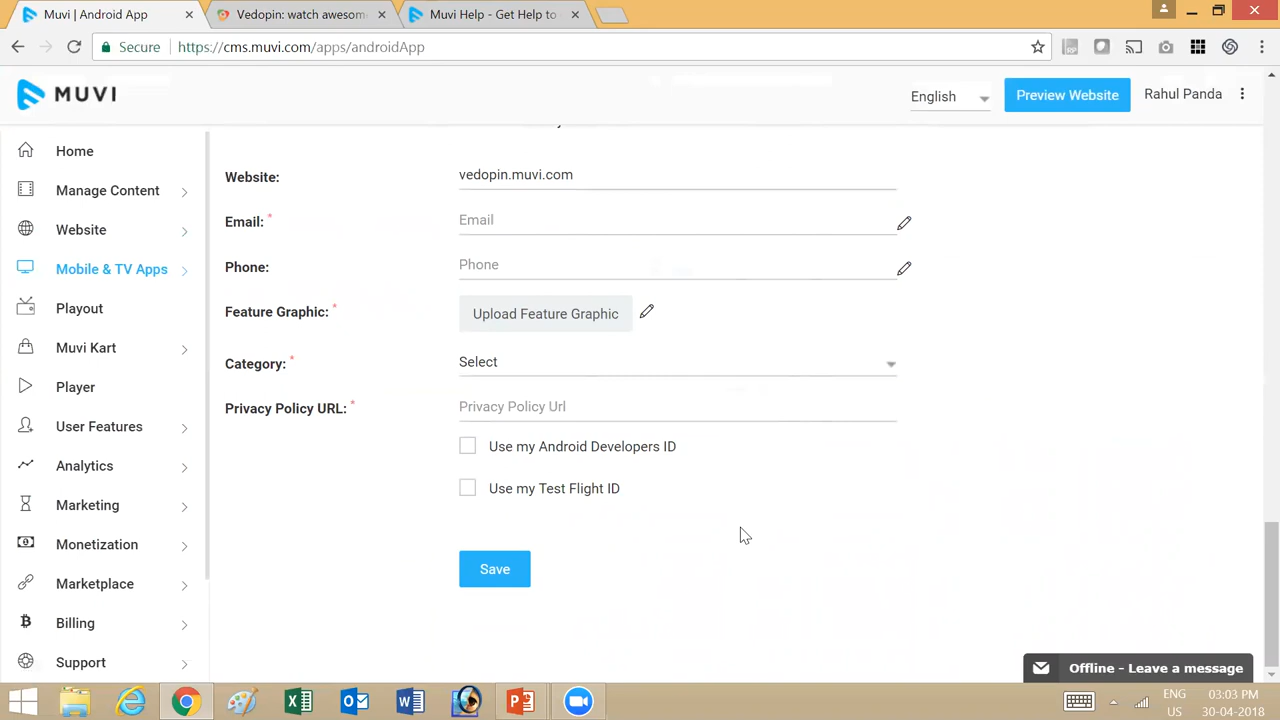 Muvi | Android App
Vedopin: watch awesom
Muvi Help - Get Help to
Secure https://cms.muvi.com/apps/androidApp
MUVI
English
Preview Website
Rahul Panda
Home
Manage Content
Website
Mobile & TV Apps
Playout
Muvi Kart
Player
User Features
Analytics
Marketing
Monetization
Marketplace
Billing
Support
Website: vedopin.muvi.com
Email: * Email
Phone: Phone
Feature Graphic: * Upload Feature Graphic
Category: * Select
Privacy Policy URL: * Privacy Policy Url
Use my Android Developers ID
Use my Test Flight ID
Save
Offline - Leave a message
ENG 03:03 PM
US 30-04-2018